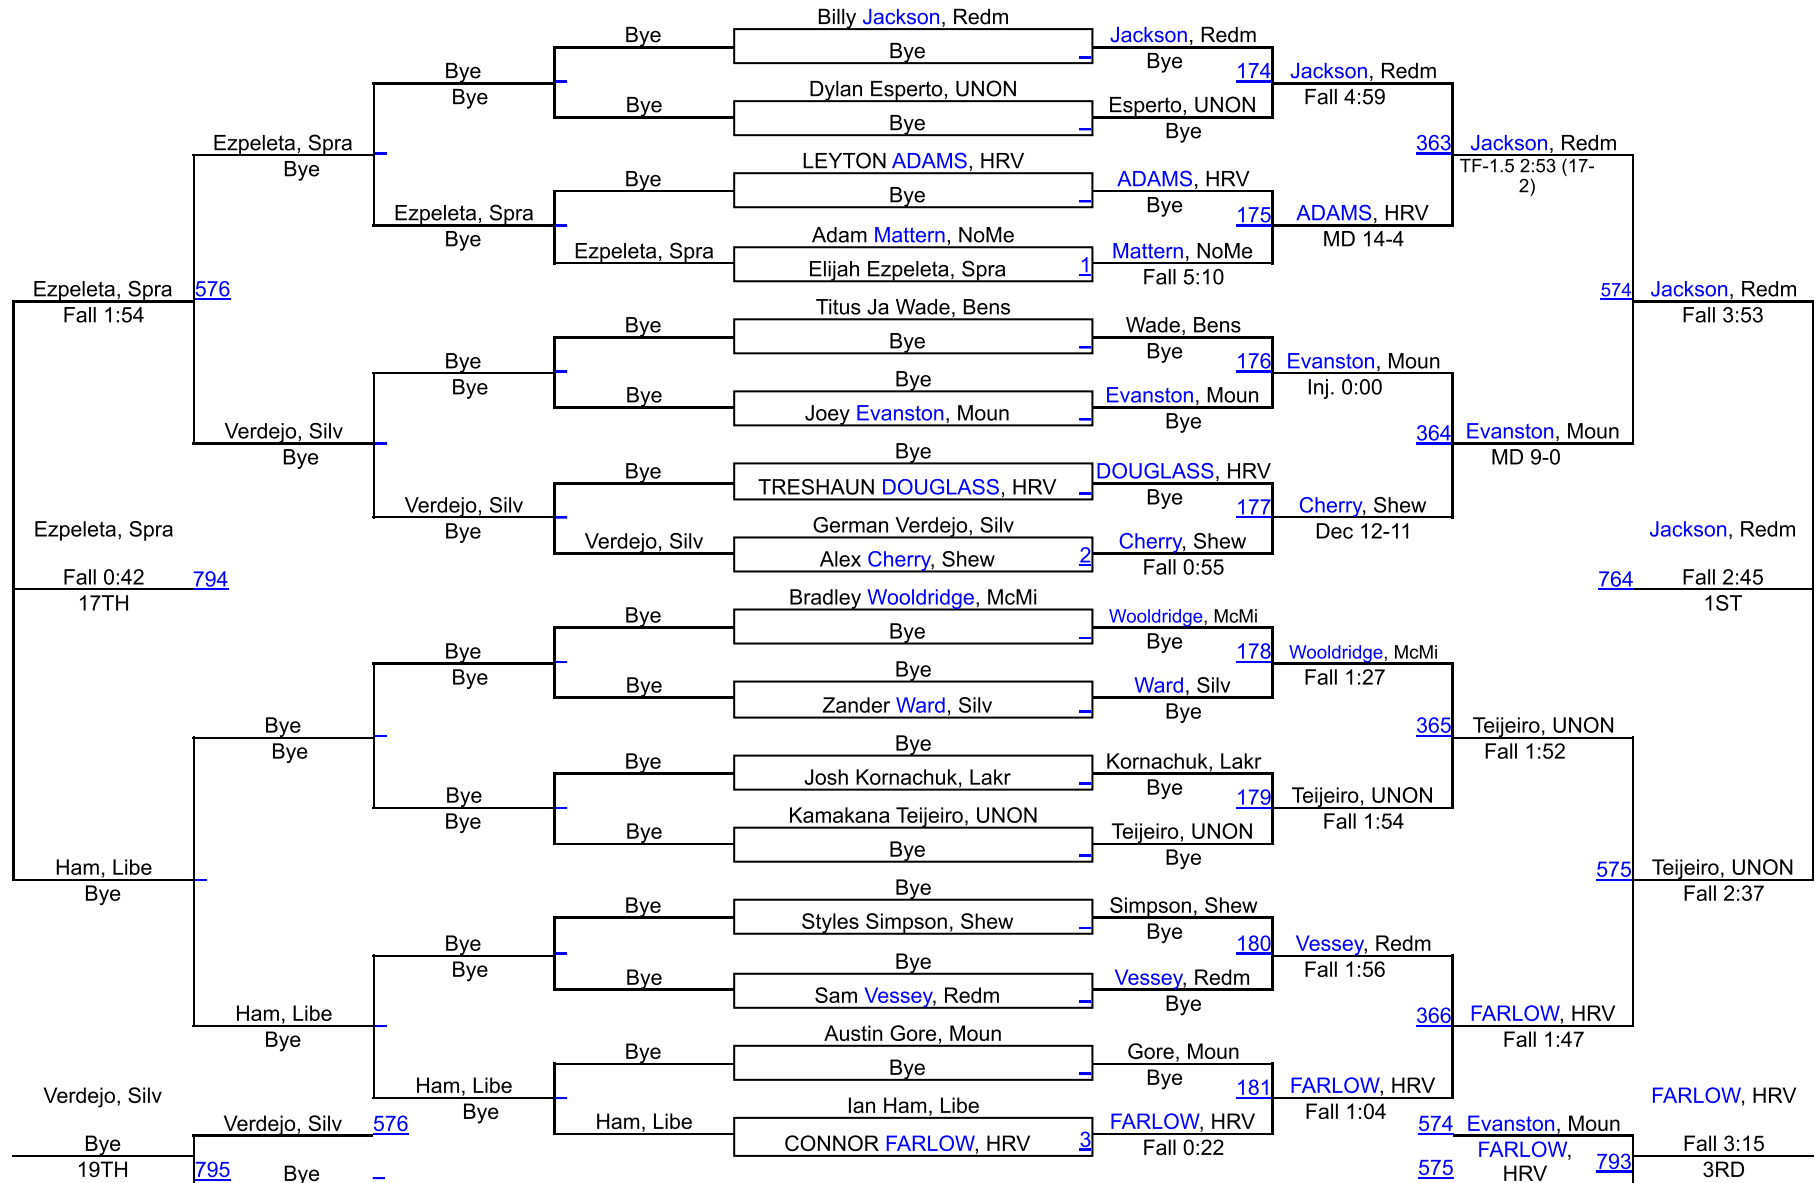 Billy Jackson, Redm
Bye Jackson, Redm
Bye Bye
Bye 174 Jackson, Redm
Bye Dylan Esperto, UNON Fall 4:59
Bye Esperto, UNON
Bye Bye
Ezpeleta, Spra 363 Jackson, Redm
Bye LEYTON ADAMS, HRV TF-1.5 2:53 (17-
2)
Bye ADAMS, HRV
Bye Bye
Ezpeleta, Spra 175 ADAMS, HRV
Bye Adam Mattern, NoMe MD 14-4
Ezpeleta, Spra Mattern, NoMe
Elijah Ezpeleta, Spra 1 Fall 5:10
Ezpeleta, Spra 576 574 Jackson, Redm
Fall 1:54 Titus Ja Wade, Bens Fall 3:53
Bye Wade, Bens
Bye Bye
Bye 176 Evanston, Moun
Bye Bye Inj. 0:00
Bye Evanston, Moun
Joey Evanston, Moun Bye
Verdejo, Silv 364 Evanston, Moun
Bye Bye MD 9-0
Bye DOUGLASS, HRV
TRESHAUN DOUGLASS, HRV Bye
Verdejo, Silv 177 Cherry, Shew
Bye German Verdejo, Silv Dec 12-11
Ezpeleta, Spra Jackson, Redm
Verdejo, Silv Cherry, Shew
Alex Cherry, Shew 2 Fall 0:55
Fall 0:42 794 764 Fall 2:45
17TH Bradley Wooldridge, McMi 1ST
Bye Wooldridge, McMi
Bye Bye
Bye 178 Wooldridge, McMi
Bye Bye Fall 1:27
Bye Ward, Silv
Zander Ward, Silv Bye
Bye 365 Teijeiro, UNON
Bye Bye Fall 1:52
Bye Kornachuk, Lakr
Josh Kornachuk, Lakr Bye
Bye 179 Teijeiro, UNON
Bye Kamakana Teijeiro, UNON Fall 1:54
Bye Teijeiro, UNON
Bye Bye
Ham, Libe 575 Teijeiro, UNON
Bye Bye Fall 2:37
Bye Simpson, Shew
Styles Simpson, Shew Bye
Bye 180 Vessey, Redm
Bye Bye Fall 1:56
Bye Vessey, Redm
Sam Vessey, Redm Bye
Ham, Libe 366 FARLOW, HRV
Bye Austin Gore, Moun Fall 1:47
Bye Gore, Moun
Bye Bye
Ham, Libe 181 FARLOW, HRV
Verdejo, Silv FARLOW, HRV
Bye Ian Ham, Libe Fall 1:04
Verdejo, Silv 576 Ham, Libe FARLOW, HRV 574 Evanston, Moun
Bye CONNOR FARLOW, HRV 3 Fall 0:22 FARLOW, Fall 3:15
19TH 795 Bye 575 HRV 793 3RD